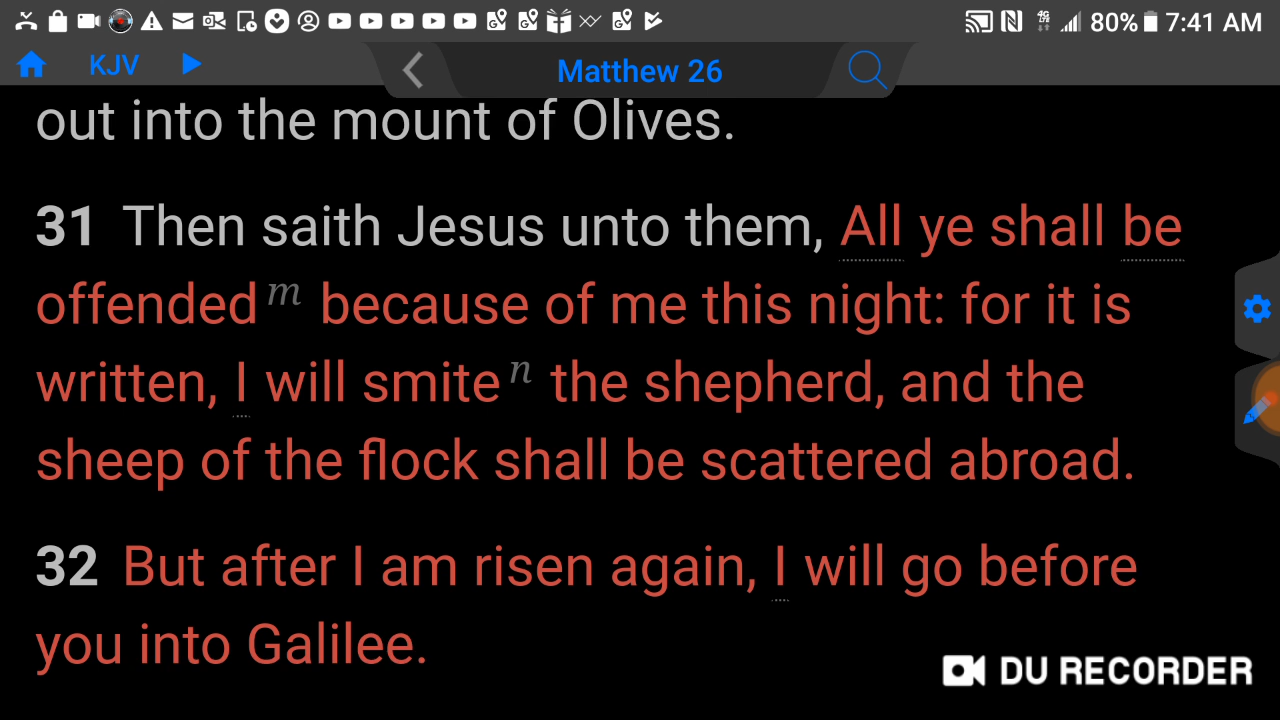 80% 7:41 AM
KJV Matthew 26
out into the mount of Olives.
31 Then saith Jesus unto them, All ye shall be
offended m because of me this night: for it is
written, I will smite n the shepherd, and the
sheep of the flock shall be scattered abroad.
32 But after I am risen again, I will go before
you into Galilee.
DU RECORDER